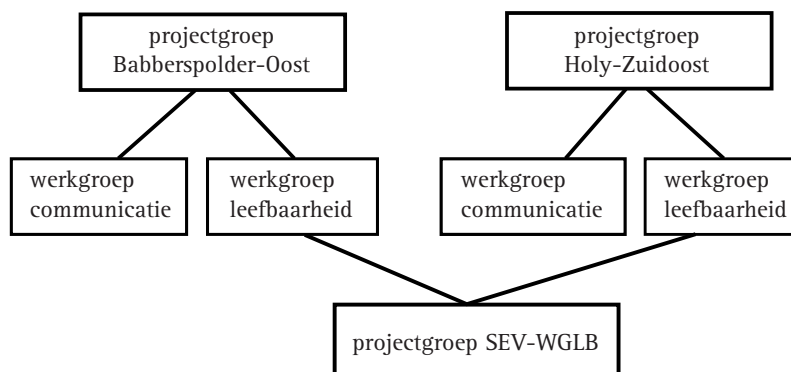 projectgroep
Babberspolder-Oost
projectgroep
Holy-Zuidoost
werkgroep
communicatie
werkgroep
leefbaarheid
werkgroep
communicatie
werkgroep
leefbaarheid
projectgroep SEV-WGLB